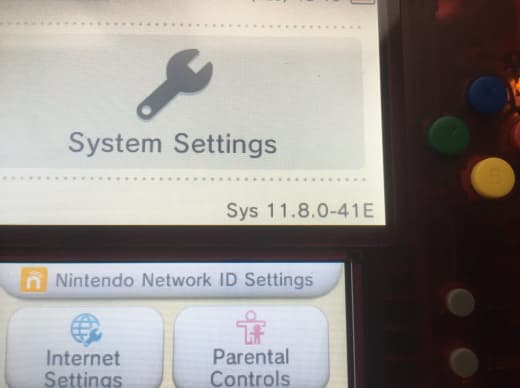 System Settings
Sys 11.8.0-41E
Nintendo Network ID Settings
Internet
Settings
Parental
Controls